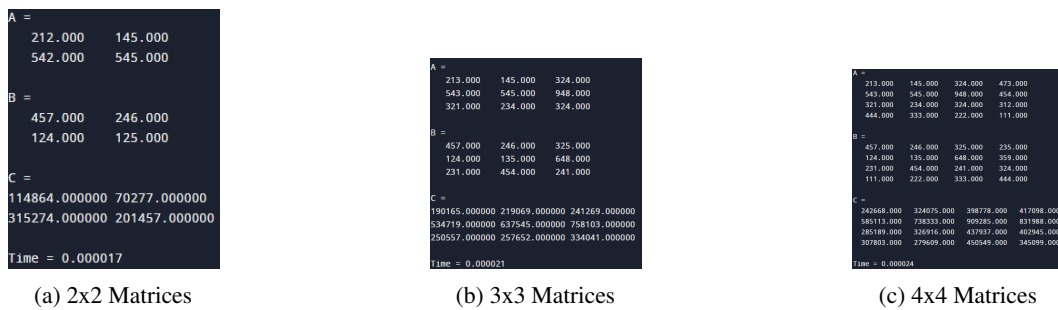 A =
212.000 145.000
542.000 545.000
B =
457.000 246.000
124.000 125.000
C =
114864.000000 70277.000000
315274.000000 201457.000000
Time = 0.000017
(a) 2x2 Matrices
A =
213.000 145.000 324.000
543.000 545.000 948.000
321.000 234.000 324.000
B =
457.000 246.000 325.000
124.000 135.000 648.000
231.000 454.000 241.000
C =
190165.000000 219069.000000 241269.000000
534719.000000 637545.000000 758103.000000
250557.000000 257652.000000 334041.000000
Time = 0.000021
(b) 3x3 Matrices
A =
213.000 145.000 324.000 473.000
543.000 545.000 948.000 454.000
321.000 234.000 324.000 312.000
444.000 333.000 222.000 111.000
B =
457.000 246.000 325.000 235.000
124.000 135.000 648.000 359.000
231.000 454.000 241.000 324.000
111.000 222.000 333.000 444.000
C =
242668.000 324075.000 398778.000 417098.000
585113.000 738333.000 909285.000 831988.000
285189.000 326916.000 437937.000 402945.000
307803.000 279609.000 450549.000 345099.000
Time = 0.000024
(c) 4x4 Matrices